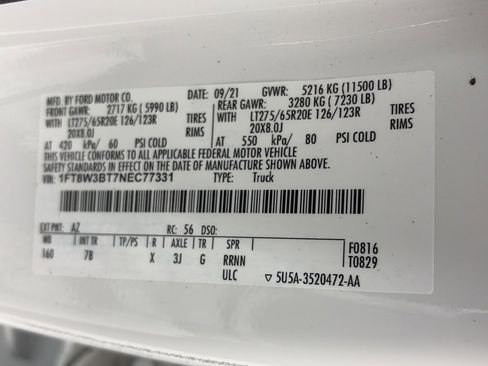 MFD. BY FORD MOTOR CO. DATE: 09/21 GVWR: 5216 KG (11500 LB)
FRONT GAWR: 2717 KG (5990 LB) REAR GAWR: 3280 KG (7230 LB)
WITH LT275/65R20E 126/123R TIRES WITH LT275/65R20E 126/123R TIRES
20X8.0J RIMS 20X8.0J RIMS
AT 420 kPa/ 60 PSI COLD AT 550 kPa/ 80 PSI COLD
THIS VEHICLE CONFORMS TO ALL APPLICABLE FEDERAL MOTOR VEHICLE
SAFETY STANDARDS IN EFFECT ON THE DATE OF MANUFACTURE SHOWN ABOVE.
VIN: 1FT8W3BT7NEC77331 TYPE: Truck
EXT PNT: AZ RC: 56 DSO: F0816
WB INT TR TP/PS R AXLE TR SPR T0829
160 7B X 3J G RRNN
ULC ▽ 5U5A-3520472-AA